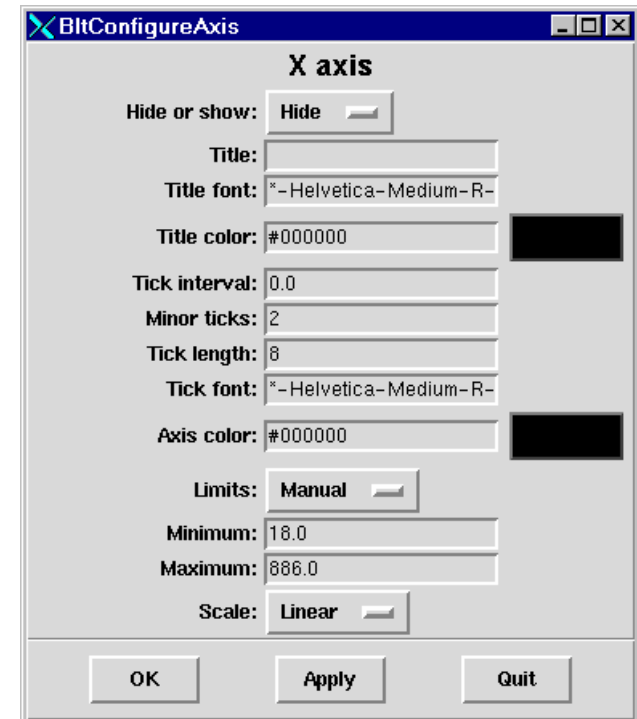 BltConfigureAxis
X axis
Hide or show: Hide
Title:
Title font: *-Helvetica-Medium-R-
Title color: #000000
Tick interval: 0.0
Minor ticks: 2
Tick length: 8
Tick font: *-Helvetica-Medium-R-
Axis color: #000000
Limits: Manual
Minimum: 18.0
Maximum: 886.0
Scale: Linear
OK Apply Quit